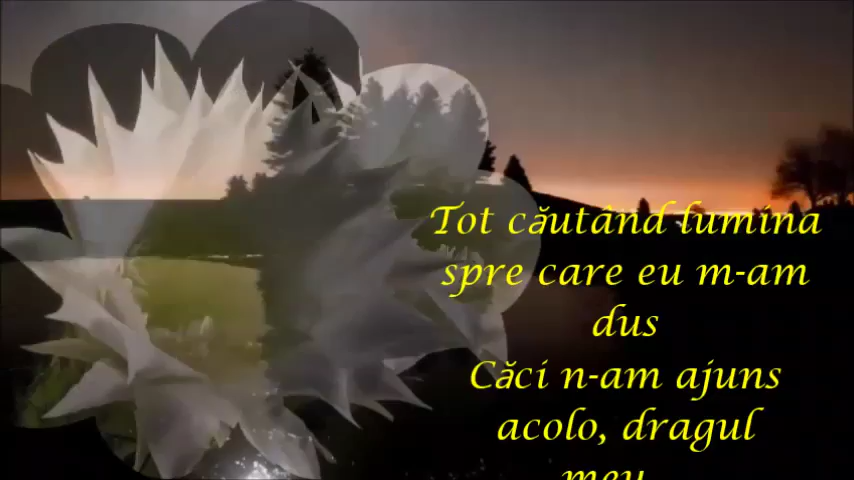 Tot căutând lumina
spre care eu m-am
dus
Căci n-am ajuns
acolo, dragul
meu